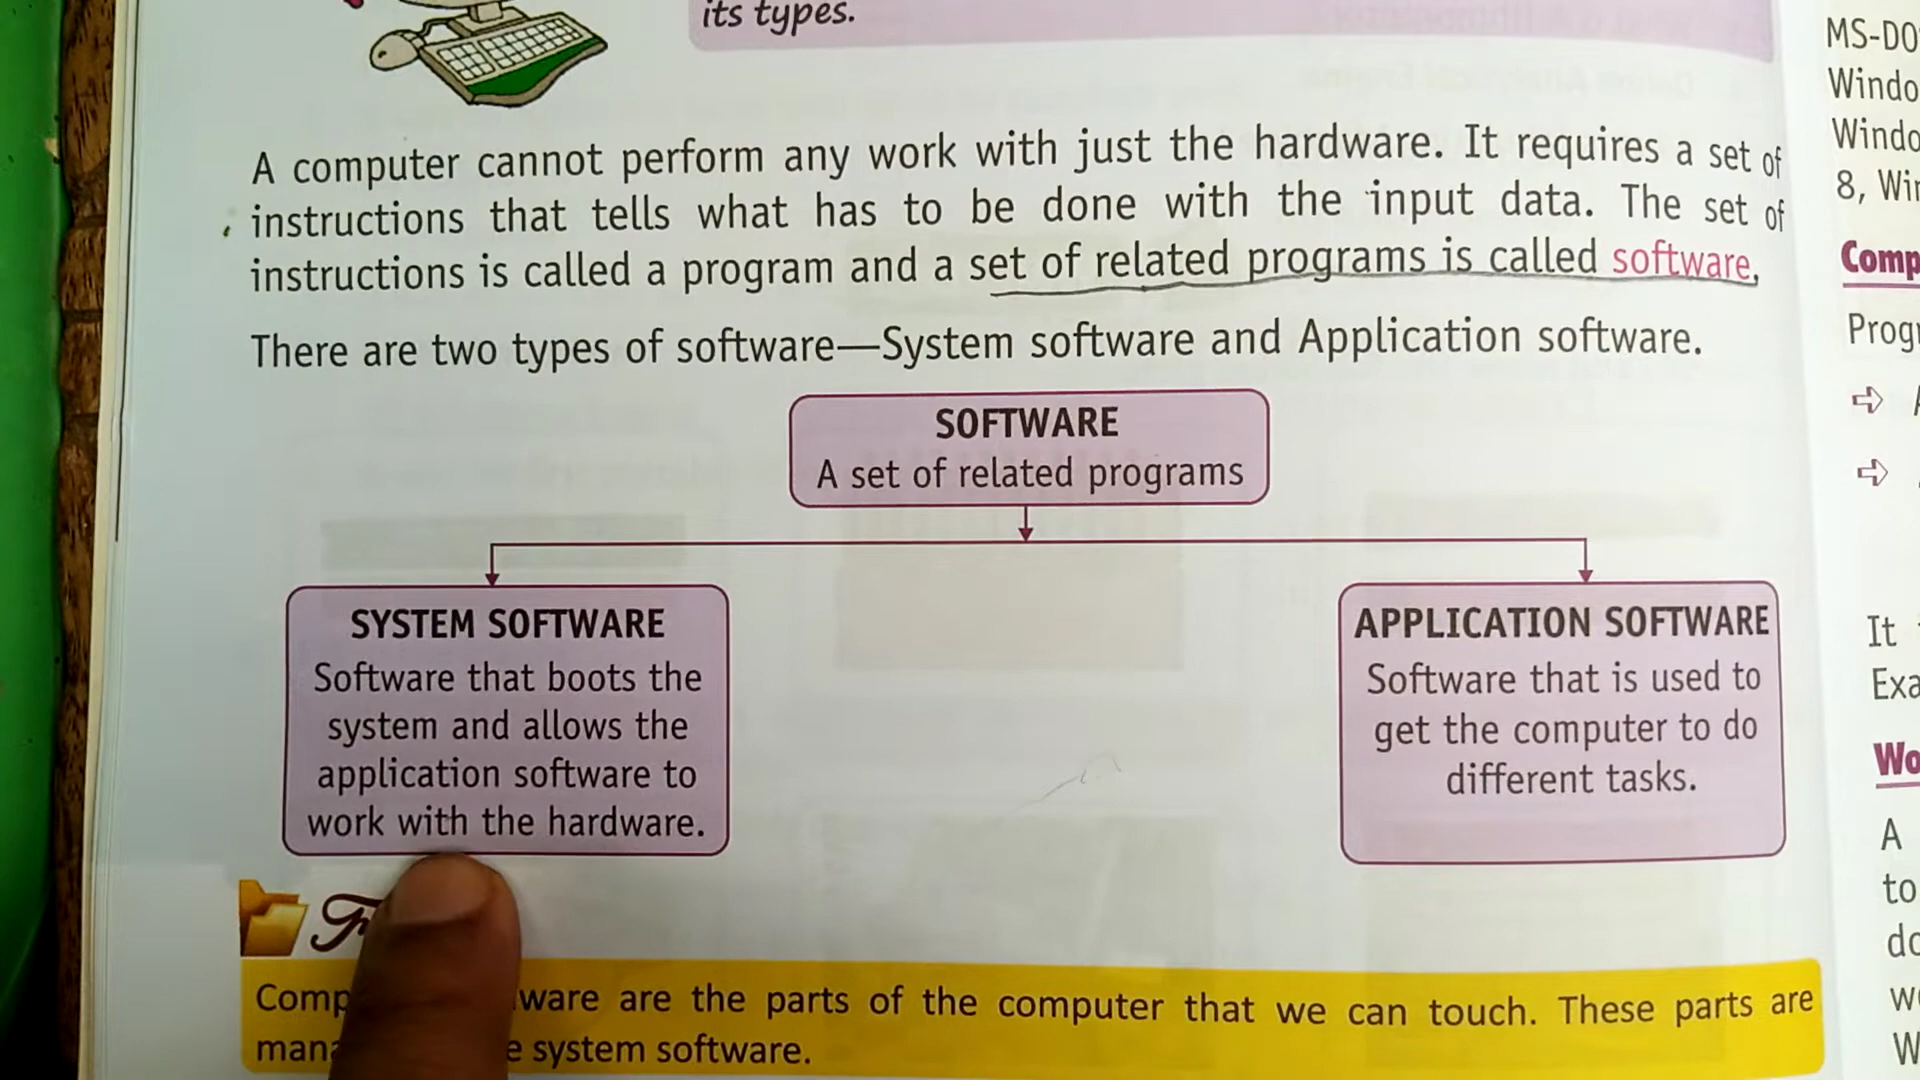 its types.
A computer cannot perform any work with just the hardware. It requires a set of
instructions that tells what has to be done with the input data. The set of
instructions is called a program and a set of related programs is called software.
There are two types of software—System software and Application software.
SOFTWARE
A set of related programs
SYSTEM SOFTWARE
Software that boots the
system and allows the
application software to
work with the hardware.
APPLICATION SOFTWARE
Software that is used to
get the computer to do
different tasks.
ware are the parts of the computer that we can touch. These parts are
system software.
MS-DO
Windo
Windo
8, Win
Comp
Progr
It
Exa
Wo
A
to
do
W